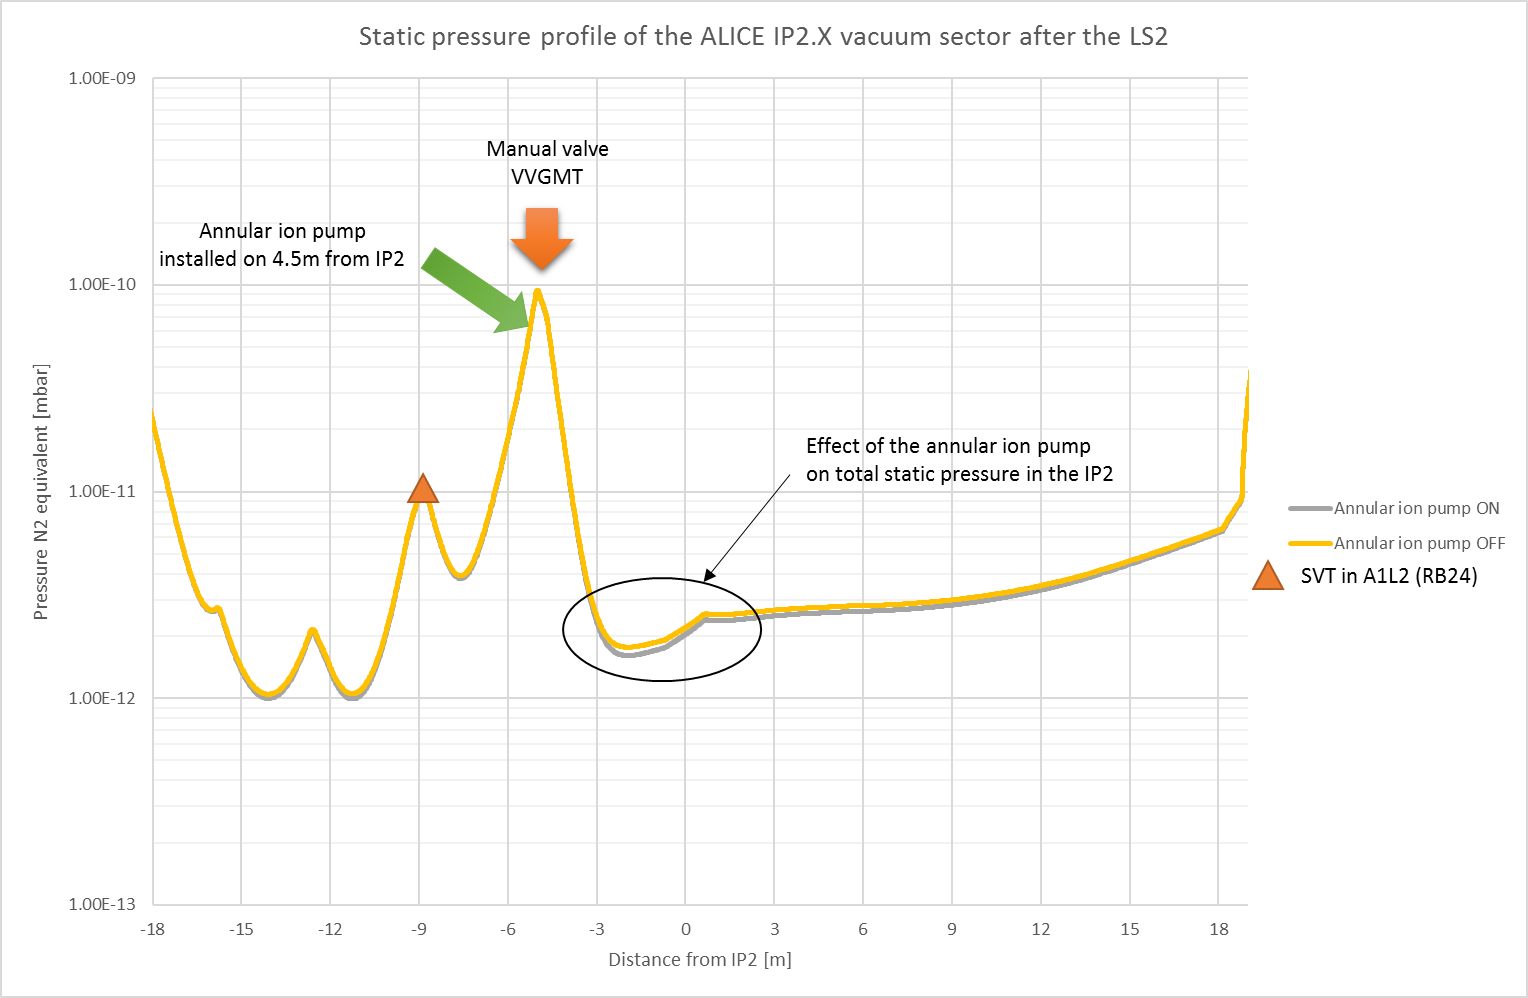 Static pressure profile of the ALICE IP2.X vacuum sector after the LS2
1.00E-09
1.00E-10
1.00E-11
1.00E-12
1.00E-13
Pressure N2 equivalent [mbar]
Manual valve
VVGMT
Annular ion pump
installed on 4.5m from IP2
Effect of the annular ion pump
on total static pressure in the IP2
Annular ion pump ON
Annular ion pump OFF
SVT in A1L2 (RB24)
-18 -15 -12 -9 -6 -3 0 3 6 9 12 15 18
Distance from IP2 [m]